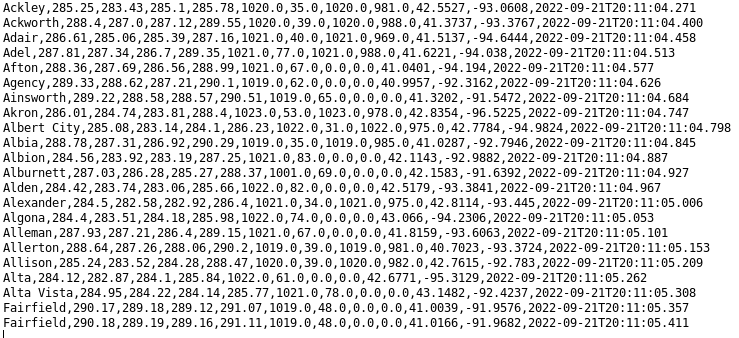 Ackley,285.25,283.43,285.1,285.78,1020.0,35.0,1020.0,981.0,42.5527,-93.0608,2022-09-21T20:11:04.271
Ackworth,288.4,287.0,287.12,289.55,1020.0,39.0,1020.0,988.0,41.3737,-93.3767,2022-09-21T20:11:04.400
Adair,286.61,285.06,285.39,287.16,1021.0,40.0,1021.0,969.0,41.5137,-94.6444,2022-09-21T20:11:04.458
Adel,287.81,287.34,286.7,289.35,1021.0,77.0,1021.0,988.0,41.6221,-94.038,2022-09-21T20:11:04.513
Afton,288.36,287.69,286.56,288.99,1021.0,67.0,0.0,0.0,41.0401,-94.194,2022-09-21T20:11:04.577
Agency,289.33,288.62,287.21,290.1,1019.0,62.0,0.0,0.0,40.9957,-92.3162,2022-09-21T20:11:04.626
Ainsworth,289.22,288.58,288.57,290.51,1019.0,65.0,0.0,0.0,41.3202,-91.5472,2022-09-21T20:11:04.684
Akron,286.01,284.74,283.81,288.4,1023.0,53.0,1023.0,978.0,42.8354,-96.5225,2022-09-21T20:11:04.747
Albert City,285.08,283.14,284.1,286.23,1022.0,31.0,1022.0,975.0,42.7784,-94.9824,2022-09-21T20:11:04.798
Albia,288.78,287.31,286.92,290.29,1019.0,35.0,1019.0,985.0,41.0287,-92.7946,2022-09-21T20:11:04.845
Albion,284.56,283.92,283.19,287.25,1021.0,83.0,0.0,0.0,42.1143,-92.9882,2022-09-21T20:11:04.887
Alburnett,287.03,286.28,285.27,288.37,1001.0,69.0,0.0,0.0,42.1583,-91.6392,2022-09-21T20:11:04.927
Alden,284.42,283.74,283.06,285.66,1022.0,82.0,0.0,0.0,42.5179,-93.3841,2022-09-21T20:11:04.967
Alexander,284.5,282.58,282.92,286.4,1021.0,34.0,1021.0,975.0,42.8114,-93.445,2022-09-21T20:11:05.006
Algona,284.4,283.51,284.18,285.98,1022.0,74.0,0.0,0.0,43.066,-94.2306,2022-09-21T20:11:05.053
Alleman,287.93,287.21,286.4,289.15,1021.0,67.0,0.0,0.0,41.8159,-93.6063,2022-09-21T20:11:05.101
Allerton,288.64,287.26,288.06,290.2,1019.0,39.0,1019.0,981.0,40.7023,-93.3724,2022-09-21T20:11:05.153
Allison,285.24,283.52,284.28,288.47,1020.0,39.0,1020.0,982.0,42.7615,-92.783,2022-09-21T20:11:05.209
Alta,284.12,282.87,284.1,285.84,1022.0,61.0,0.0,0.0,42.6771,-95.3129,2022-09-21T20:11:05.262
Alta Vista,284.95,284.22,284.14,285.77,1021.0,78.0,0.0,0.0,43.1482,-92.4237,2022-09-21T20:11:05.308
Fairfield,290.17,289.18,289.12,291.07,1019.0,48.0,0.0,0.0,41.0039,-91.9576,2022-09-21T20:11:05.357
Fairfield,290.18,289.19,289.16,291.11,1019.0,48.0,0.0,0.0,41.0166,-91.9682,2022-09-21T20:11:05.411